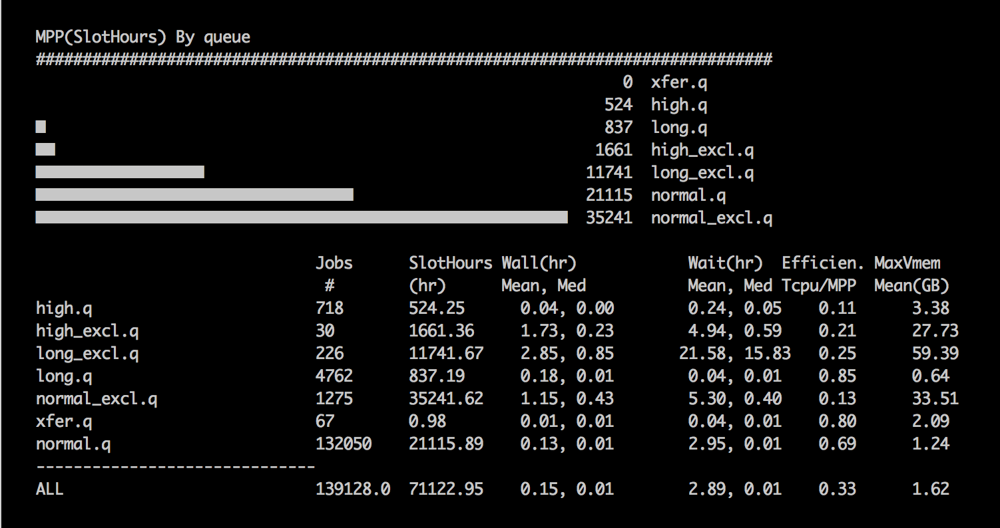 MPP(SlotHours) By queue
###############################################################################
0 xfer.q
524 high.q
837 long.q
1661 high_excl.q
11741 long_excl.q
21115 normal.q
35241 normal_excl.q
Jobs SlotHours Wall(hr) Wait(hr) Efficien. MaxVmem
# (hr) Mean, Med Mean, Med Tcpu/MPP Mean(GB)
high.q 718 524.25 0.04, 0.00 0.24, 0.05 0.11 3.38
high_excl.q 30 1661.36 1.73, 0.23 4.94, 0.59 0.21 27.73
long_excl.q 226 11741.67 2.85, 0.85 21.58, 15.83 0.25 59.39
long.q 4762 837.19 0.18, 0.01 0.04, 0.01 0.85 0.64
normal_excl.q 1275 35241.62 1.15, 0.43 5.30, 0.40 0.13 33.51
xfer.q 67 0.98 0.01, 0.01 0.04, 0.01 0.80 2.09
normal.q 132050 21115.89 0.13, 0.01 2.95, 0.01 0.69 1.24
------------------------------
ALL 139128.0 71122.95 0.15, 0.01 2.89, 0.01 0.33 1.62